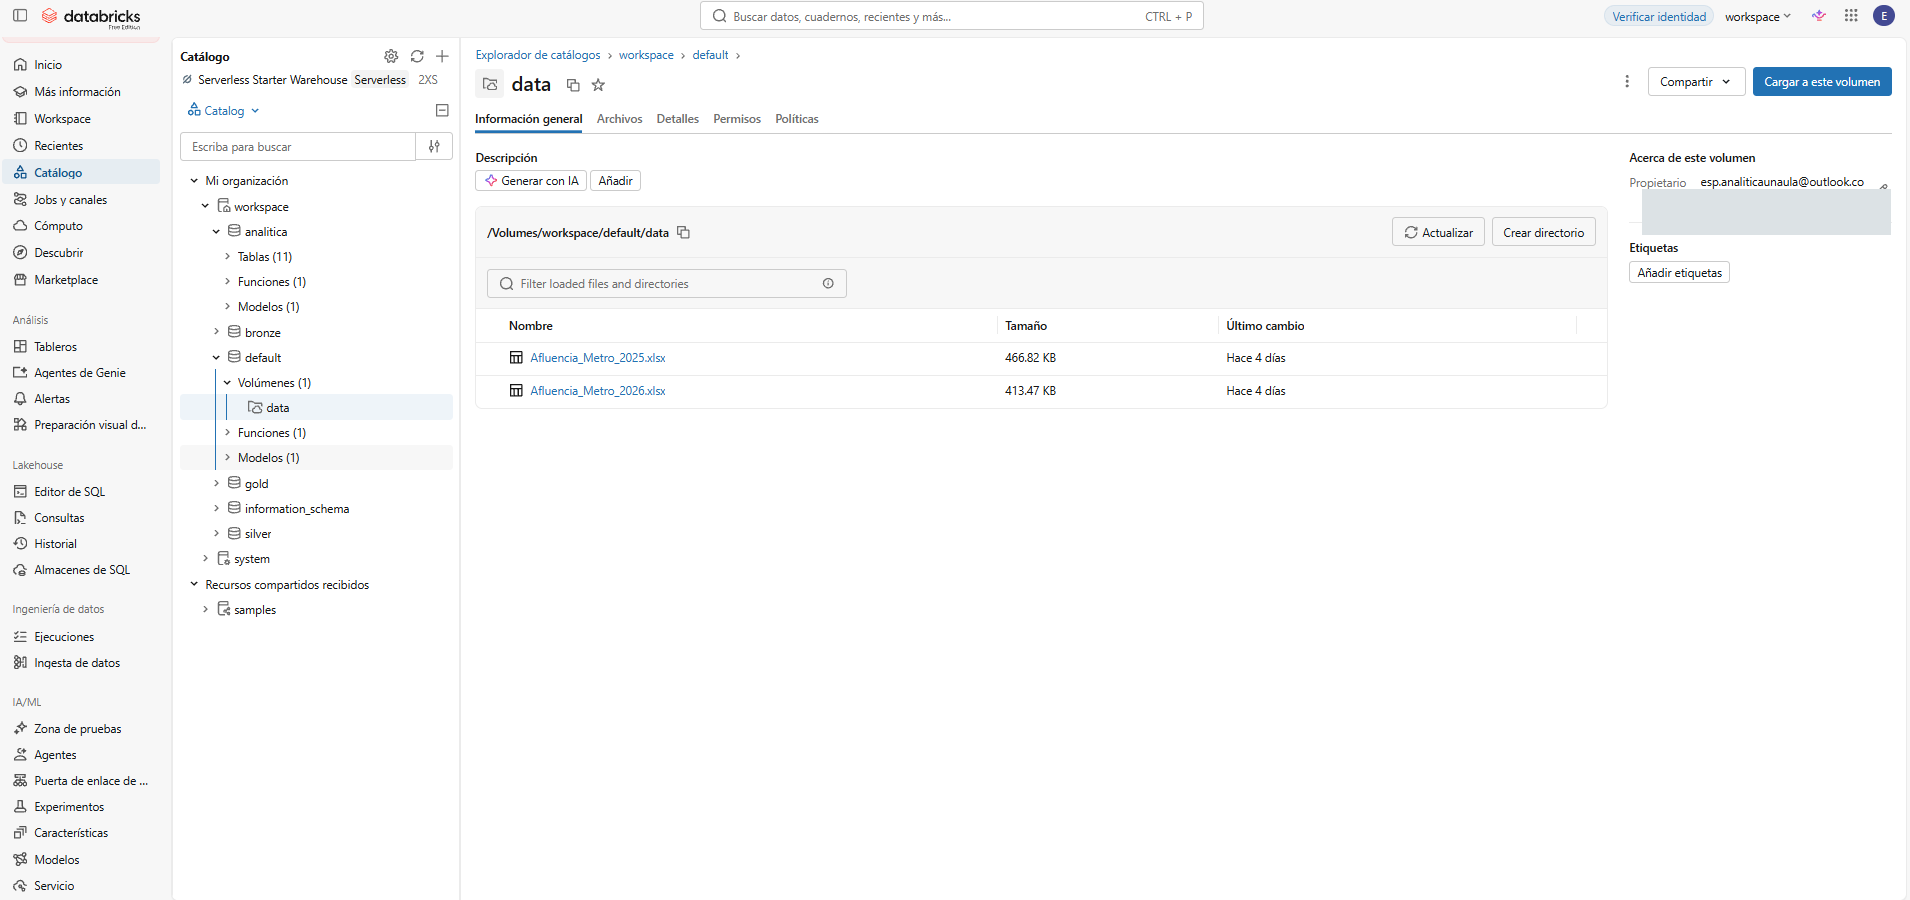 databricks
Free Edition
Buscar datos, cuadernos, recientes y más...
CTRL + P
Verificar identidad
workspace
E
Inicio
Más información
Workspace
Recientes
Catálogo
Jobs y canales
Cómputo
Descubrir
Marketplace
Análisis
Tableros
Agentes de Genie
Alertas
Preparación visual d...
Lakehouse
Editor de SQL
Consultas
Historial
Almacenes de SQL
Ingeniería de datos
Ejecuciones
Ingesta de datos
IA/ML
Zona de pruebas
Agentes
Puerta de enlace de ...
Experimentos
Características
Modelos
Servicio
Catálogo
Serverless Starter Warehouse Serverless 2XS
Catalog
Escriba para buscar
Mi organización
workspace
analitica
Tablas (11)
Funciones (1)
Modelos (1)
bronze
default
Volúmenes (1)
data
Funciones (1)
Modelos (1)
gold
information_schema
silver
system
Recursos compartidos recibidos
samples
Explorador de catálogos › workspace › default ›
data
Compartir
Cargar a este volumen
Información general Archivos Detalles Permisos Políticas
Descripción
Generar con IA Añadir
/Volumes/workspace/default/data
Actualizar
Crear directorio
Filter loaded files and directories
Nombre Tamaño Último cambio
Afluencia_Metro_2025.xlsx 466.82 KB Hace 4 días
Afluencia_Metro_2026.xlsx 413.47 KB Hace 4 días
Acerca de este volumen
Propietario esp.analiticaunaula@outlook.co
Etiquetas
Añadir etiquetas